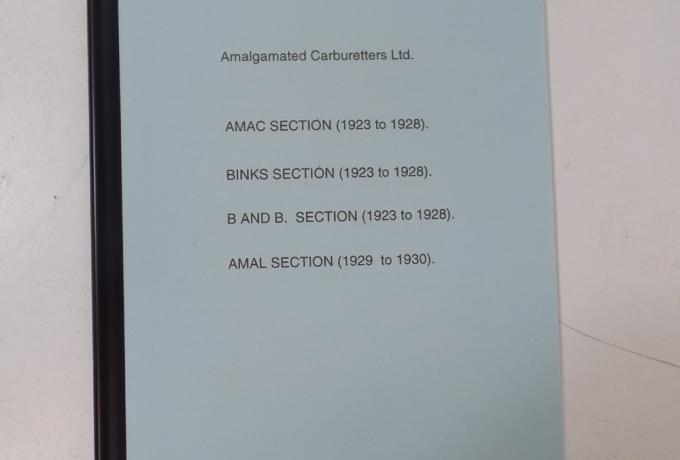 Amalgamated Carburetters Ltd.
AMAC SECTION (1923 to 1928).
BINKS SECTION (1923 to 1928).
B AND B.  SECTION (1923 to 1928).
AMAL SECTION (1929  to 1930).